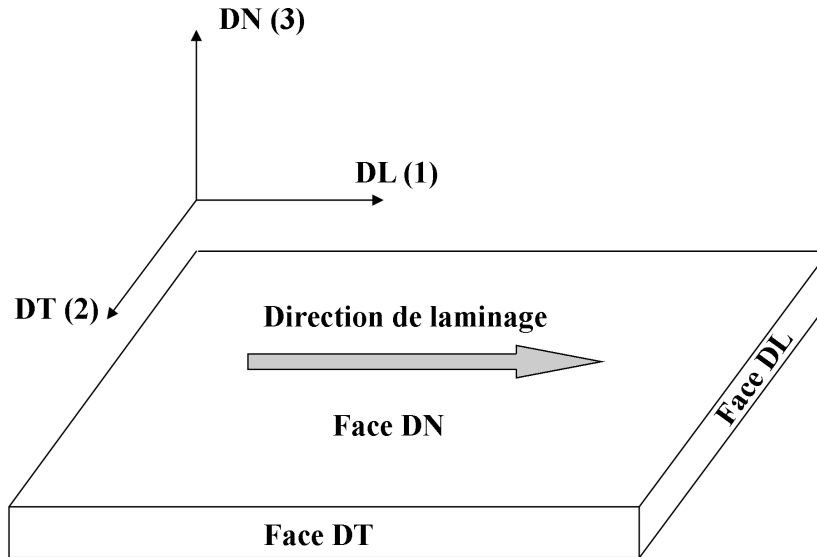 DN (3)
DL (1)
DT (2)
Direction de laminage
Face DN
Face DL
Face DT